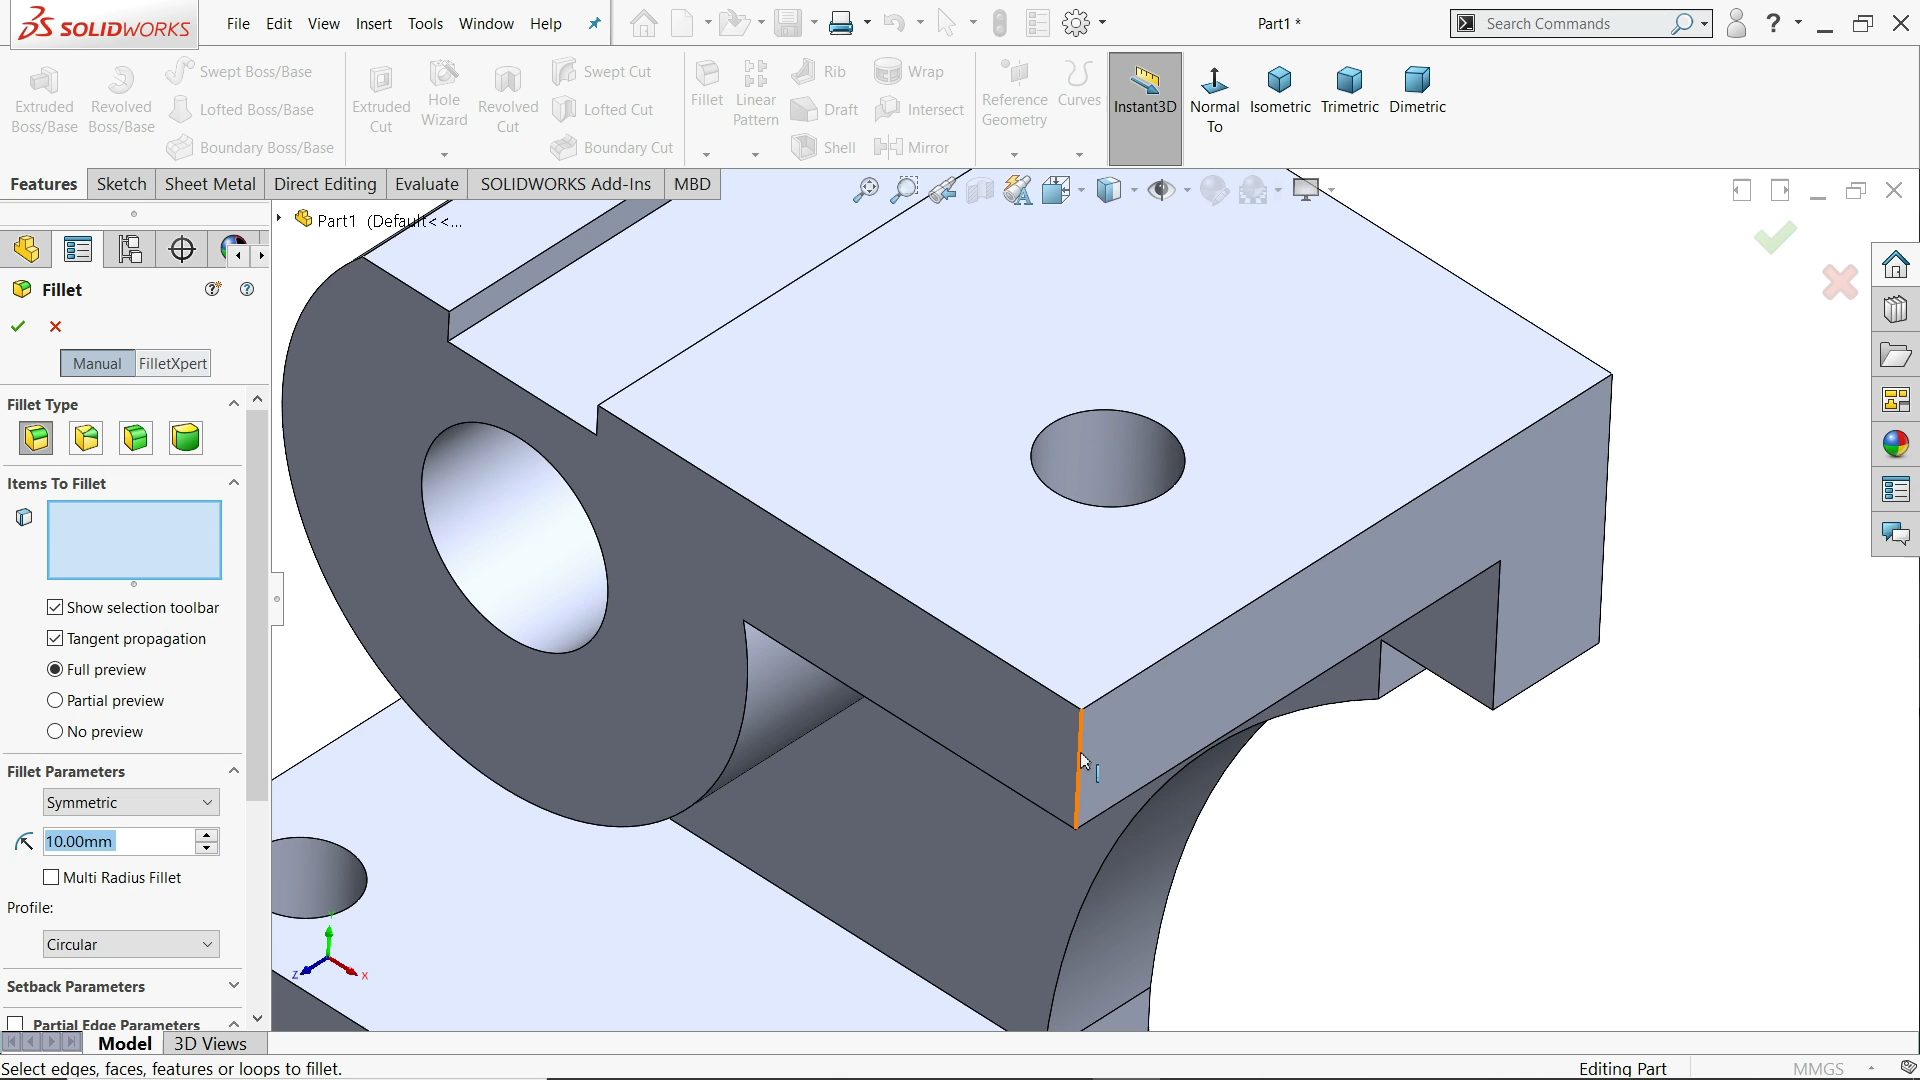 SOLIDWORKS
File Edit View Insert Tools Window Help
Part1 *
Search Commands
Extruded Boss/Base
Revolved Boss/Base
Swept Boss/Base
Lofted Boss/Base
Boundary Boss/Base
Extruded Cut
Hole Wizard
Revolved Cut
Swept Cut
Lofted Cut
Boundary Cut
Fillet
Linear Pattern
Rib
Draft
Shell
Wrap
Intersect
Mirror
Reference Geometry
Curves
Instant3D
Normal To
Isometric
Trimetric
Dimetric
Features Sketch Sheet Metal Direct Editing Evaluate SOLIDWORKS Add-Ins MBD
Part1 (Default<<...
Fillet
Manual FilletXpert
Fillet Type
Items To Fillet
Show selection toolbar
Tangent propagation
Full preview
Partial preview
No preview
Fillet Parameters
Symmetric
10.00mm
Multi Radius Fillet
Profile:
Circular
Setback Parameters
Partial Edge Parameters
Y
Z X
Model 3D Views
Select edges, faces, features or loops to fillet.
Editing Part
MMGS